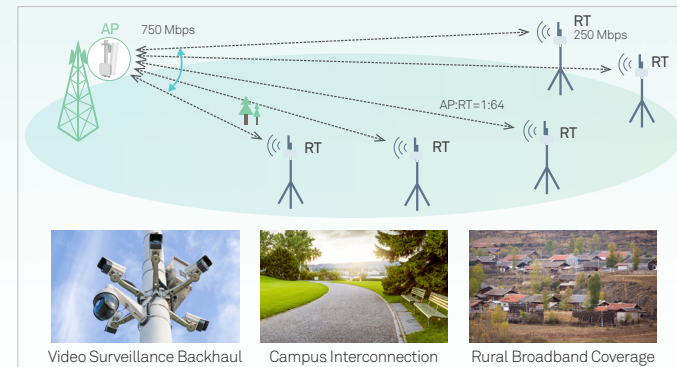 AP
750 Mbps
RT
250 Mbps
RT
AP:RT=1:64
RT
RT
RT
Video Surveillance Backhaul
Campus Interconnection
Rural Broadband Coverage